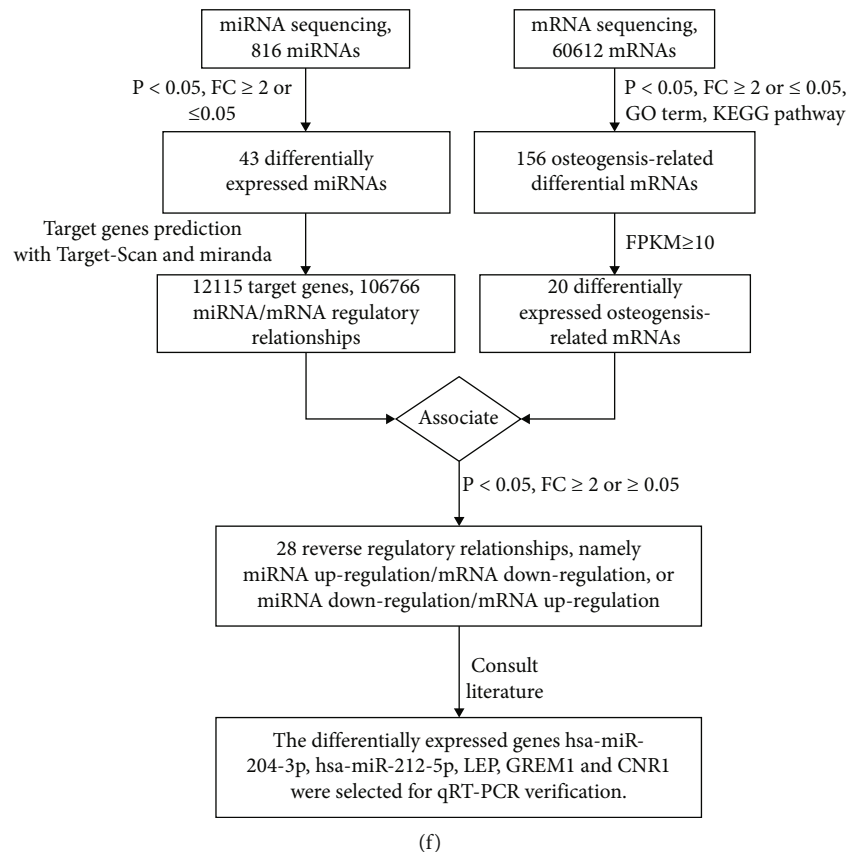 miRNA sequencing,
816 miRNAs
mRNA sequencing,
60612 mRNAs
P < 0.05, FC ≥ 2 or
≤0.05
P < 0.05, FC ≥ 2 or ≤ 0.05,
GO term, KEGG pathway
43 differentially
expressed miRNAs
156 osteogensis-related
differential mRNAs
Target genes prediction
with Target-Scan and miranda
FPKM≥10
12115 target genes, 106766
miRNA/mRNA regulatory
relationships
20 differentially
expressed osteogensis-
related mRNAs
Associate
P < 0.05, FC ≥ 2 or ≥ 0.05
28 reverse regulatory relationships, namely
miRNA up-regulation/mRNA down-regulation, or
miRNA down-regulation/mRNA up-regulation
Consult
literature
The differentially expressed genes hsa-miR-
204-3p, hsa-miR-212-5p, LEP, GREM1 and CNR1
were selected for qRT-PCR verification.
(f)